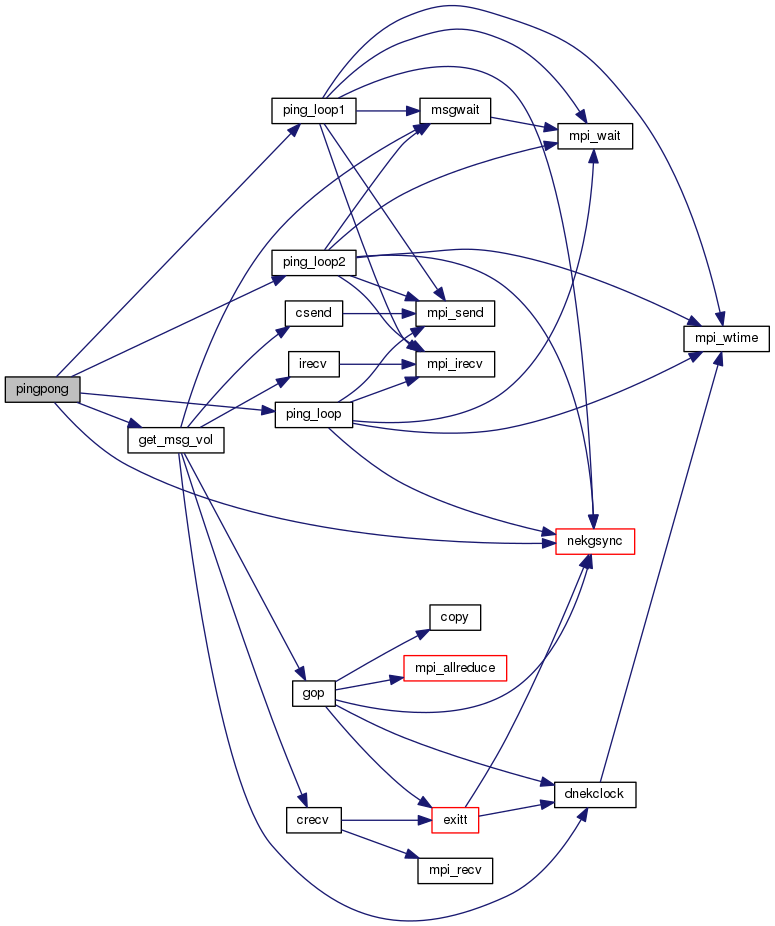 ping_loop1
msgwait
mpi_wait
ping_loop2
csend
mpi_send
mpi_wtime
irecv
mpi_irecv
pingpong
ping_loop
get_msg_vol
nekgsync
copy
mpi_allreduce
gop
dnekclock
crecv
exitt
mpi_recv